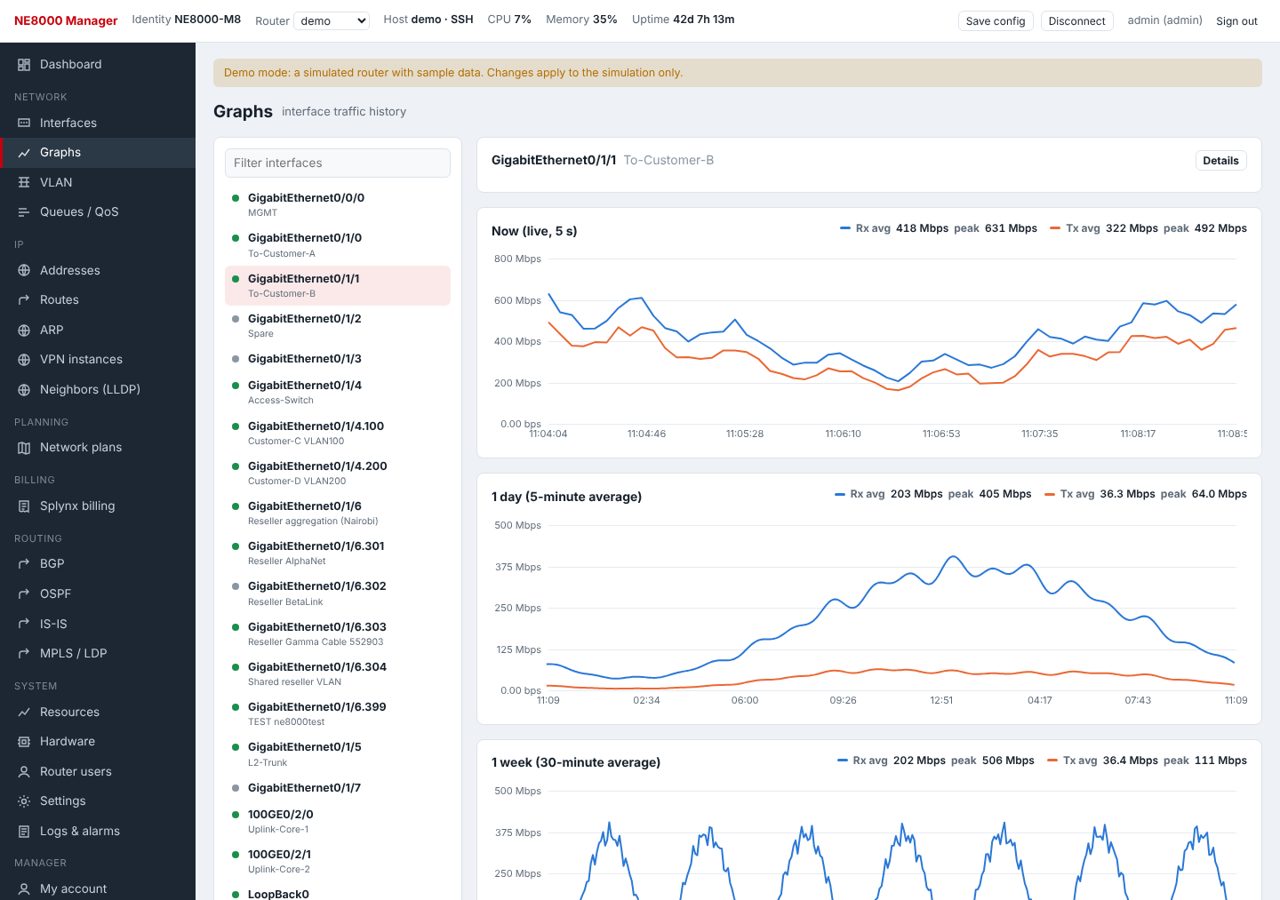 NE8000 Manager Identity NE8000-M8 Router demo Host demo · SSH CPU 7% Memory 35% Uptime 42d 7h 13m Save config Disconnect admin (admin) Sign out
Dashboard
NETWORK
Interfaces
Graphs
VLAN
Queues / QoS
IP
Addresses
Routes
ARP
VPN instances
Neighbors (LLDP)
PLANNING
Network plans
BILLING
Splynx billing
ROUTING
BGP
OSPF
IS-IS
MPLS / LDP
SYSTEM
Resources
Hardware
Router users
Settings
Logs & alarms
MANAGER
My account
Demo mode: a simulated router with sample data. Changes apply to the simulation only.
Graphs interface traffic history
Filter interfaces
GigabitEthernet0/0/0
MGMT
GigabitEthernet0/1/0
To-Customer-A
GigabitEthernet0/1/1
To-Customer-B
GigabitEthernet0/1/2
Spare
GigabitEthernet0/1/3
GigabitEthernet0/1/4
Access-Switch
GigabitEthernet0/1/4.100
Customer-C VLAN100
GigabitEthernet0/1/4.200
Customer-D VLAN200
GigabitEthernet0/1/6
Reseller aggregation (Nairobi)
GigabitEthernet0/1/6.301
Reseller AlphaNet
GigabitEthernet0/1/6.302
Reseller BetaLink
GigabitEthernet0/1/6.303
Reseller Gamma Cable 552903
GigabitEthernet0/1/6.304
Shared reseller VLAN
GigabitEthernet0/1/6.399
TEST ne8000test
GigabitEthernet0/1/5
L2-Trunk
GigabitEthernet0/1/7
100GE0/2/0
Uplink-Core-1
100GE0/2/1
Uplink-Core-2
LoopBack0
GigabitEthernet0/1/1 To-Customer-B Details
Now (live, 5 s) Rx avg 418 Mbps peak 631 Mbps Tx avg 322 Mbps peak 492 Mbps
800 Mbps
600 Mbps
400 Mbps
200 Mbps
0.00 bps
11:04:04 11:04:46 11:05:28 11:06:10 11:06:53 11:07:35 11:08:17 11:08:5
1 day (5-minute average) Rx avg 203 Mbps peak 405 Mbps Tx avg 36.3 Mbps peak 64.0 Mbps
500 Mbps
375 Mbps
250 Mbps
125 Mbps
0.00 bps
11:09 02:34 06:00 09:26 12:51 04:17 07:43 11:09
1 week (30-minute average) Rx avg 202 Mbps peak 506 Mbps Tx avg 36.4 Mbps peak 111 Mbps
500 Mbps
375 Mbps
250 Mbps